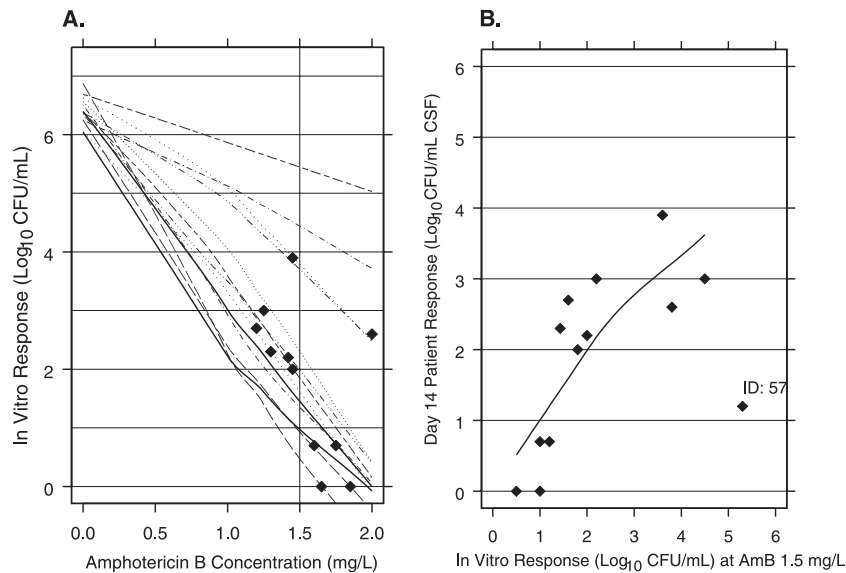 A.
In Vitro Response (Log10 CFU/mL)
6
4
2
0
0.0 0.5 1.0 1.5 2.0
Amphotericin B Concentration (mg/L)
B.
Day 14 Patient Response (Log10 CFU/mL CSF)
6
5
4
3
2
1
0
ID: 57
0 1 2 3 4 5 6
In Vitro Response (Log10 CFU/mL) at AmB 1.5 mg/L